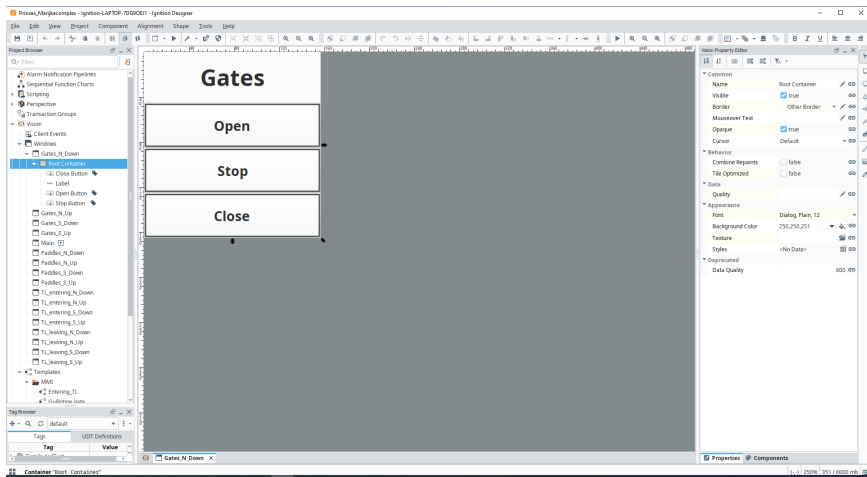 Prinses_Marijkecomplex - Ignition-LAPTOP-7DG9OEJ1 - Ignition Designer
File Edit View Project Component Alignment Shape Tools Help
Project Browser
Filter
Alarm Notification Pipelines
Sequential Function Charts
Scripting
Perspective
Transaction Groups
Vision
Client Events
Windows
Gates_N_Down
Root Container
Close Button
Label
Open Button
Stop Button
Gates_N_Up
Gates_S_Down
Gates_S_Up
Main
Paddles_N_Down
Paddles_N_Up
Paddles_S_Down
Paddles_S_Up
TL_entering_N_Down
TL_entering_N_Up
TL_entering_S_Down
TL_entering_S_Up
TL_leaving_N_Down
TL_leaving_N_Up
TL_leaving_S_Down
TL_leaving_S_Up
Templates
MMI
Entering_TL
Guillotine gate
Tag Browser
default
Tags UDT Definitions
Tag Value
Gates
Open
Stop
Close
Gates_N_Down
Vision Property Editor
Common
Name Root Container
Visible true
Border Other Border
Mouseover Text
Opaque true
Cursor Default
Behavior
Combine Repaints false
Tile Optimized false
Data
Quality
Appearance
Font Dialog, Plain, 12
Background Color 250,250,251
Texture
Styles <No Data>
Deprecated
Data Quality 600
Properties Components
Container "Root Container"
(-,-) 250% 351 / 6000 mb